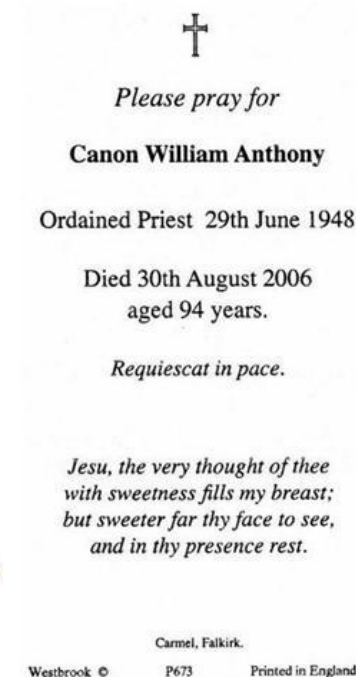 Please pray for
Canon William Anthony
Ordained Priest 29th June 1948
Died 30th August 2006
aged 94 years.
Requiescat in pace.
Jesu, the very thought of thee
with sweetness fills my breast;
but sweeter far thy face to see,
and in thy presence rest.
Carmel, Falkirk.
Westbrook © P673 Printed in England